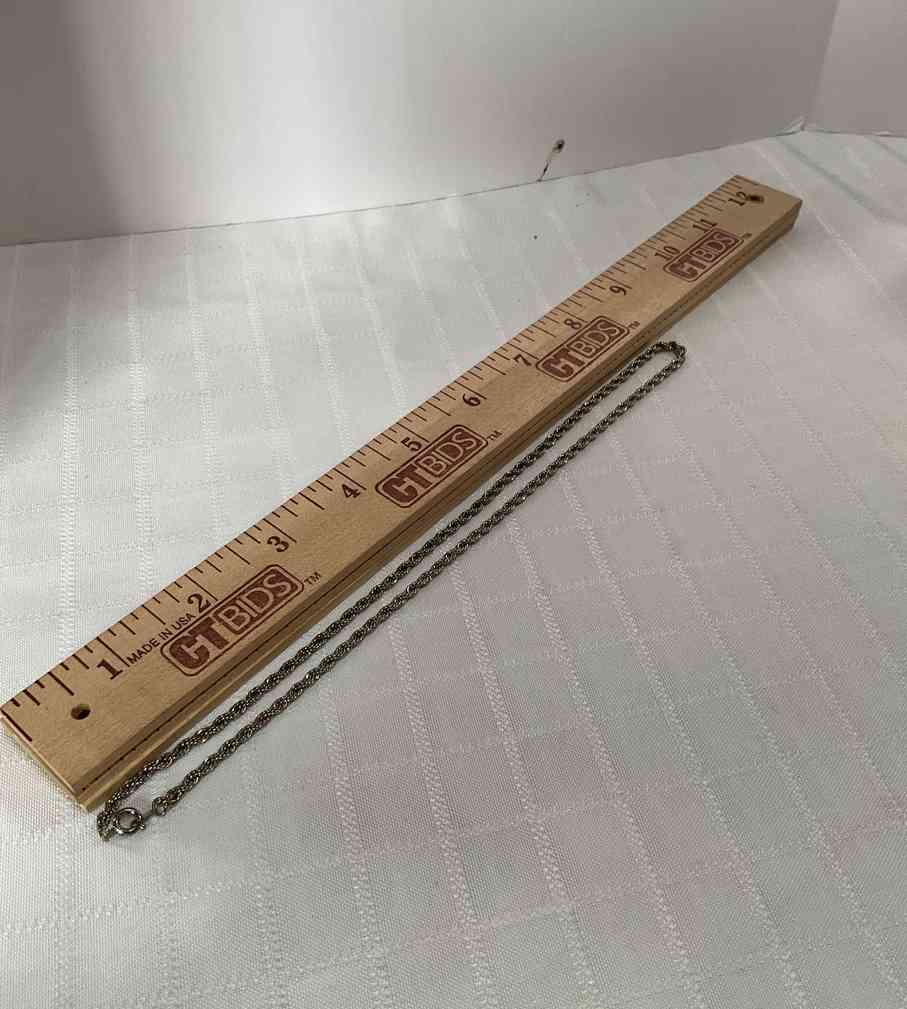 1 2 3 4 5 6 7 8 9 10 11 12
MADE IN USA
CTBIDS™
CTBIDS™
CTBIDS™
CTBIDS™